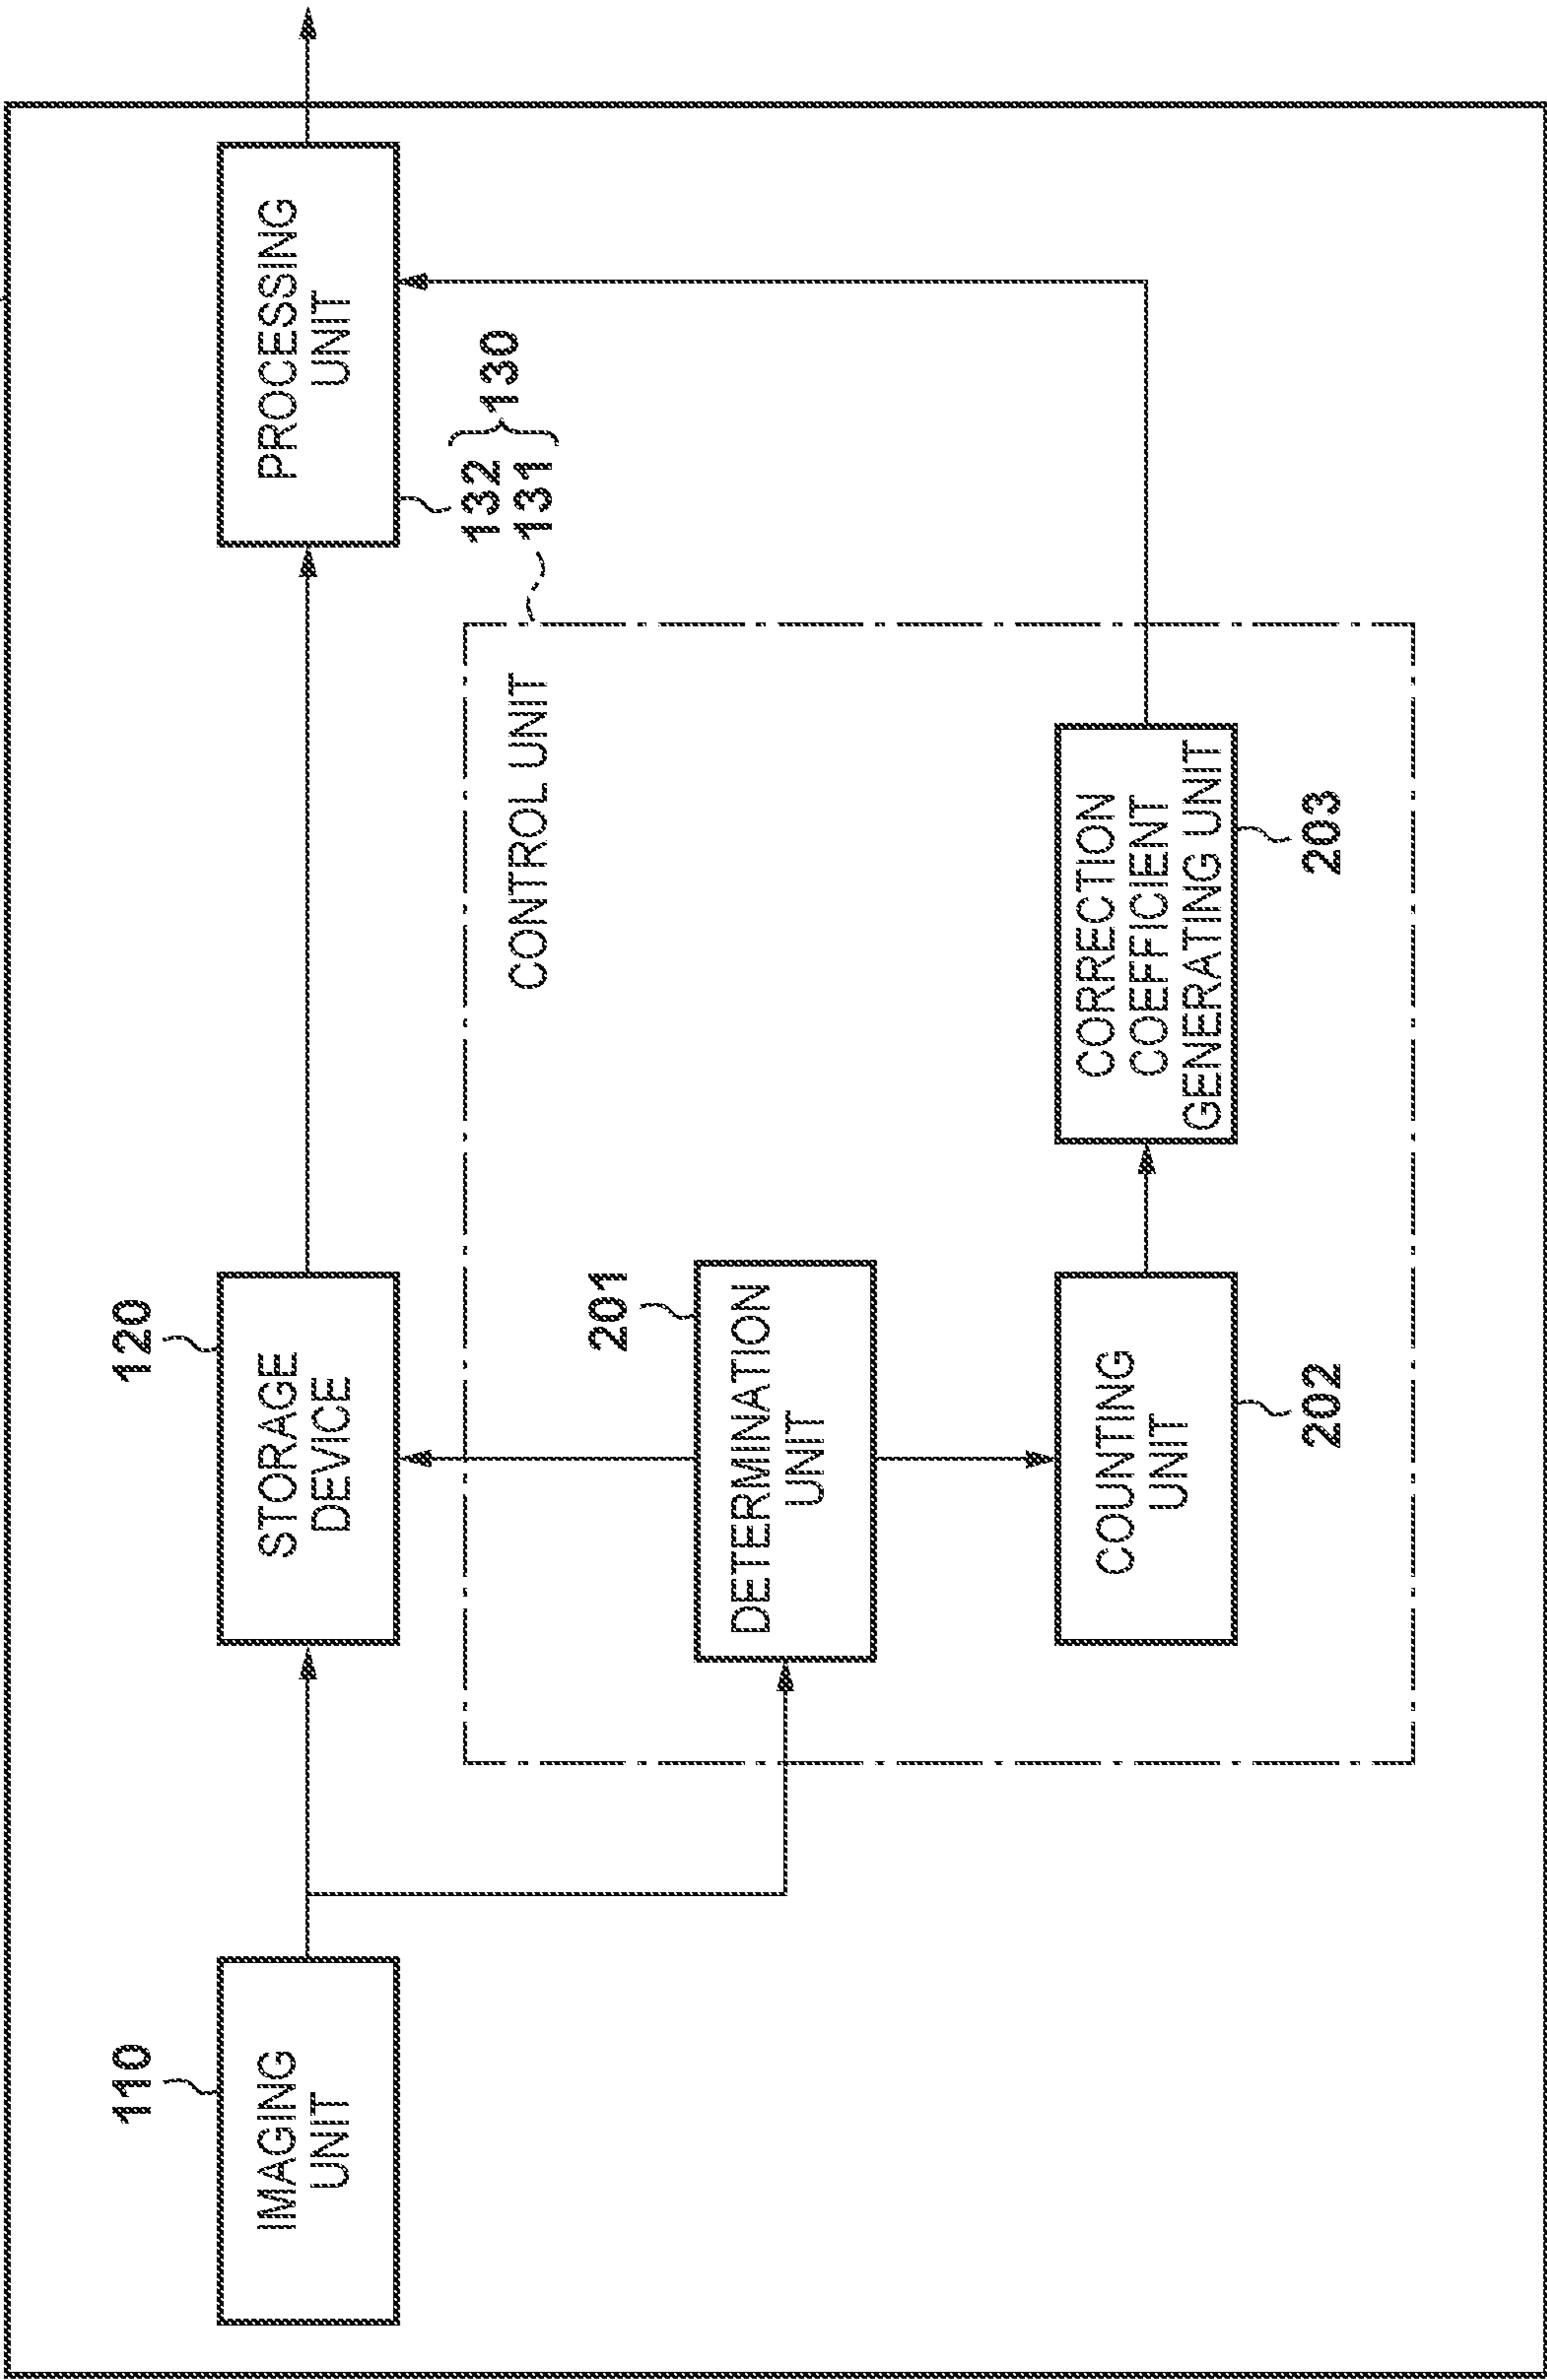 110
IMAGING
UNIT
120
STORAGE
DEVICE
PROCESSING
UNIT
132
131
130
CONTROL UNIT
201
DETERMINATION
UNIT
COUNTING
UNIT
202
CORRECTION
COEFFICIENT
GENERATING UNIT
203